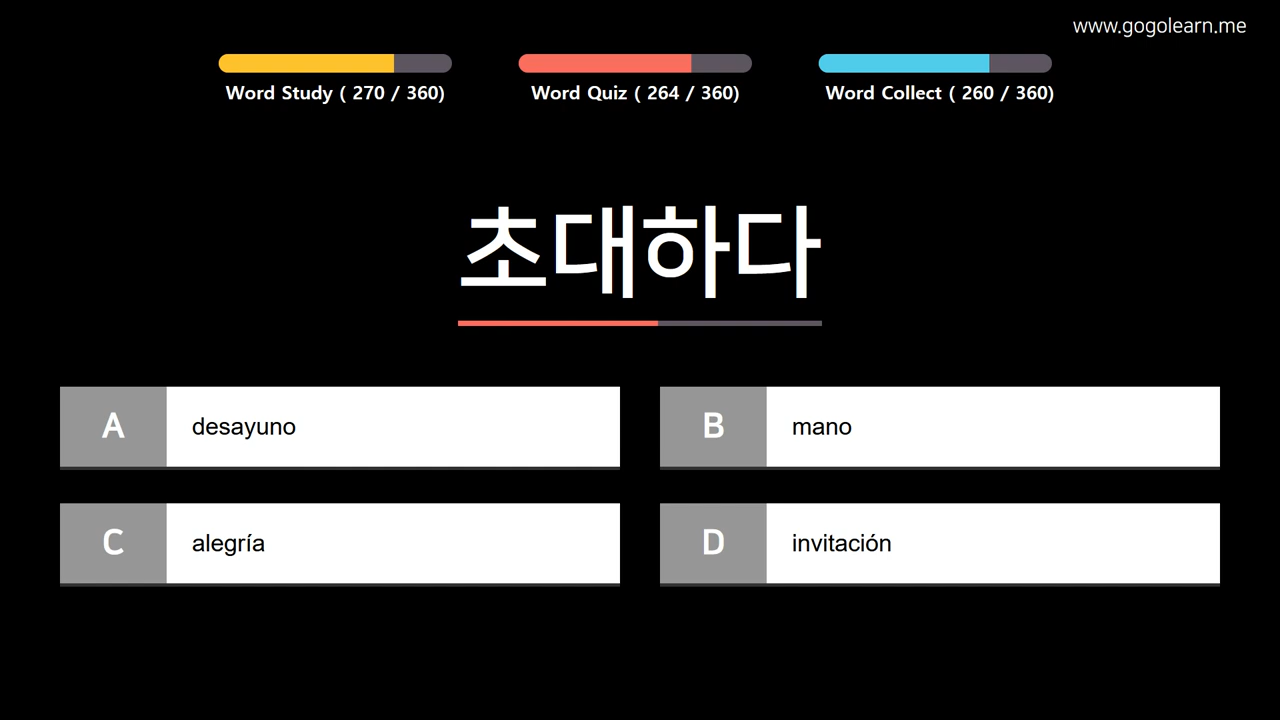 www.gogolearn.me
Word Study ( 270 / 360)
Word Quiz ( 264 / 360)
Word Collect ( 260 / 360)
초대하다
A desayuno
B mano
C alegría
D invitación